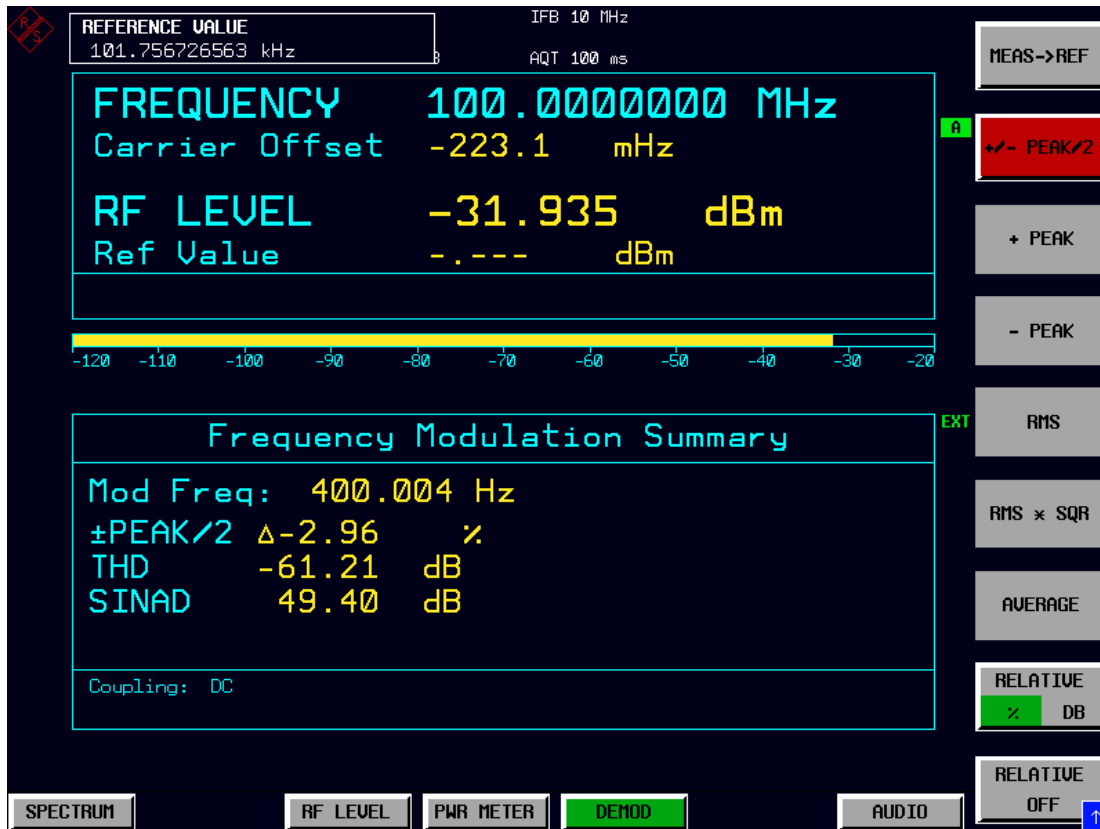 R
S
REFERENCE VALUE
101.756726563 kHz
IFB 10 MHz
AQT 100 ms
FREQUENCY 100.0000000 MHz
Carrier Offset -223.1 mHz
RF LEVEL -31.935 dBm
Ref Value -.--- dBm
-120 -110 -100 -90 -80 -70 -60 -50 -40 -30 -20
Frequency Modulation Summary
Mod Freq: 400.004 Hz
±PEAK/2 Δ-2.96 %
THD -61.21 dB
SINAD 49.40 dB
Coupling: DC
A
EXT
MEAS->REF
+/- PEAK/2
+ PEAK
- PEAK
RMS
RMS × SQR
AVERAGE
RELATIVE
% DB
RELATIVE
OFF
↑
SPECTRUM RF LEVEL PWR METER DEMOD AUDIO